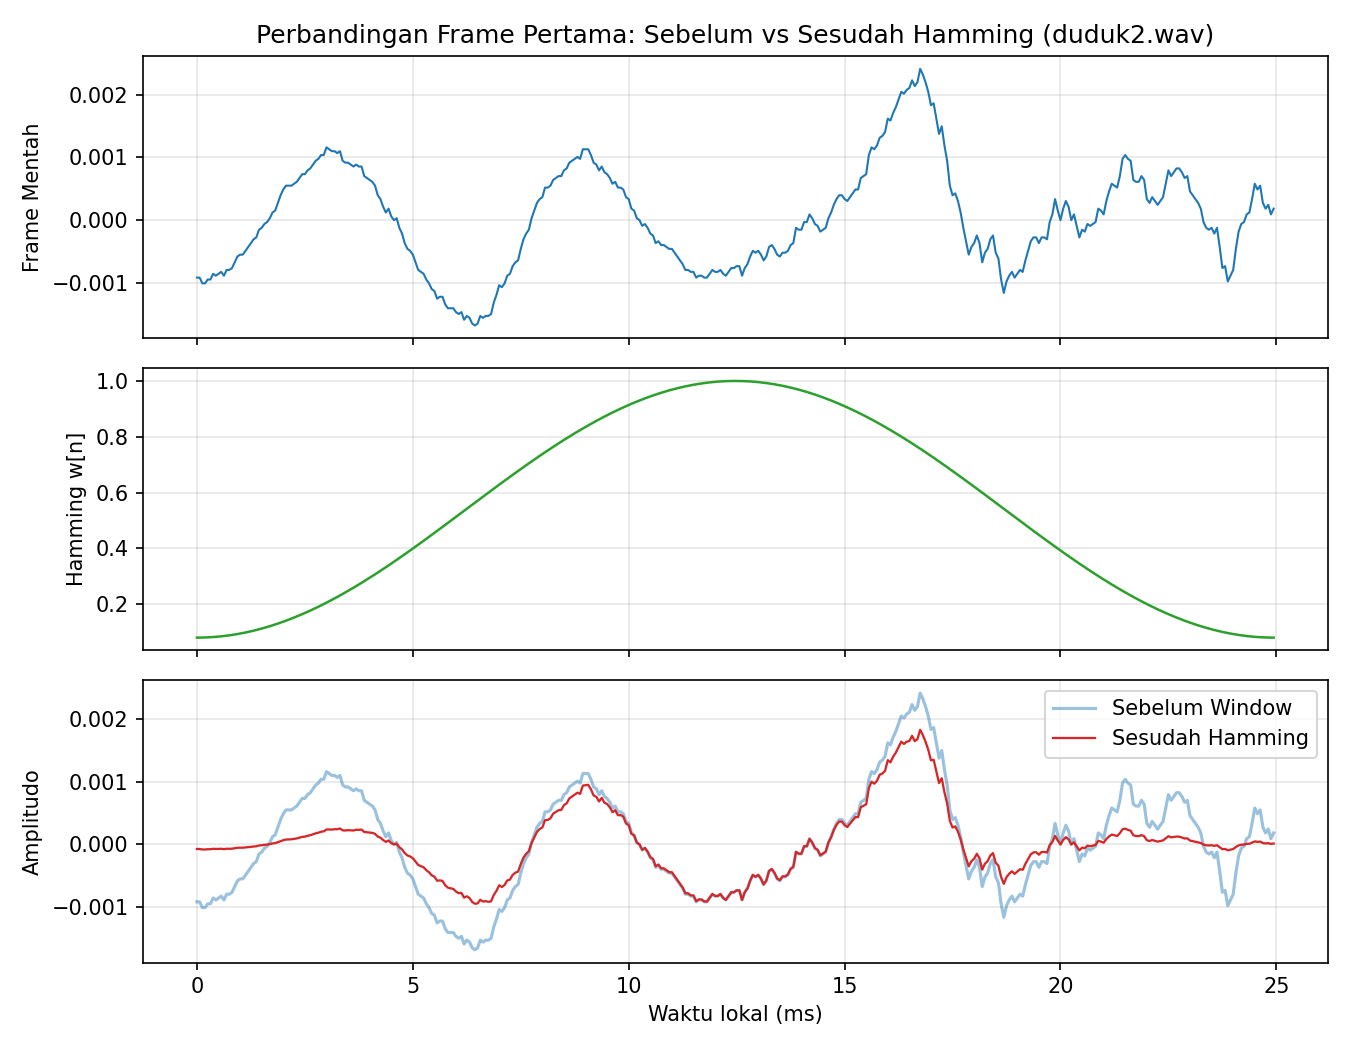 Perbandingan Frame Pertama: Sebelum vs Sesudah Hamming (duduk2.wav)
Frame Mentah
0.002
0.001
0.000
−0.001
Hamming w[n]
1.0
0.8
0.6
0.4
0.2
Amplitudo
0.002
0.001
0.000
−0.001
Sebelum Window
Sesudah Hamming
0 5 10 15 20 25
Waktu lokal (ms)